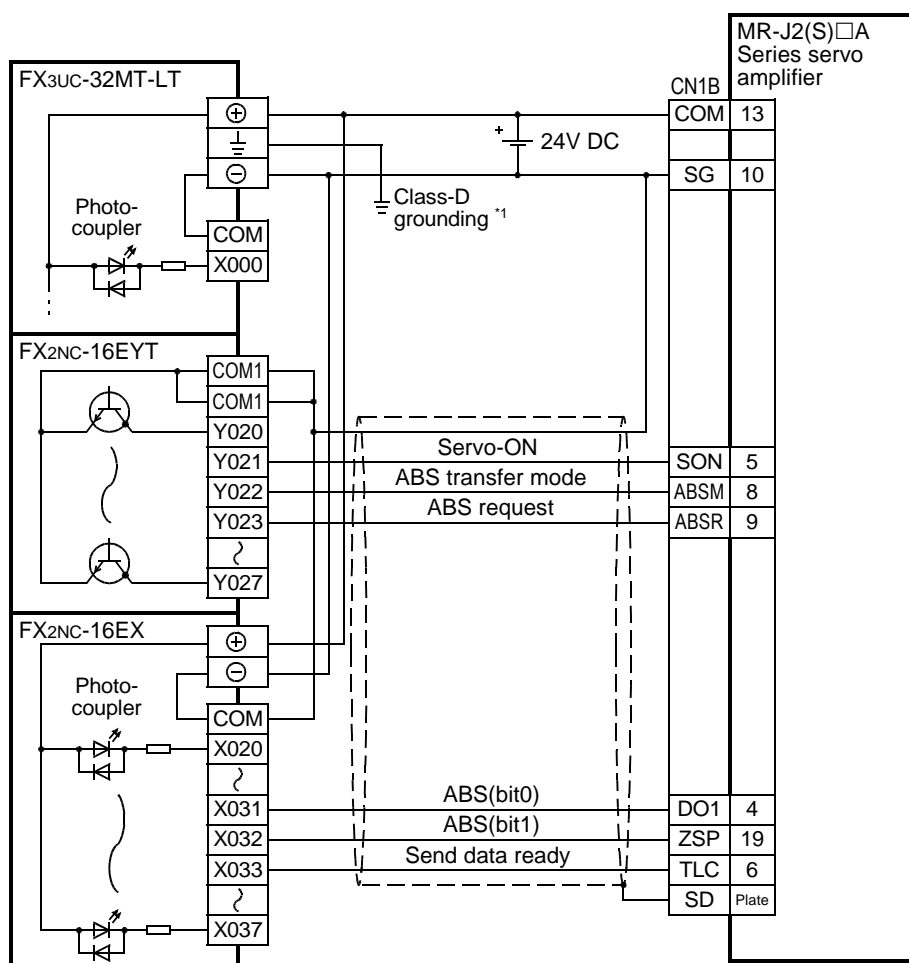 MR-J2(S)□A
Series servo
amplifier
FX3UC-32MT-LT
CN1B
⊕
COM 13
+
24V DC
⊖
SG 10
Class-D
grounding *1
Photo-
coupler
COM
X000
FX2NC-16EYT
COM1
COM1
Y020
Y021 Servo-ON SON 5
Y022 ABS transfer mode ABSM 8
Y023 ABS request ABSR 9
Y027
FX2NC-16EX
⊕
⊖
Photo-
coupler
COM
X020
X031 ABS(bit0) DO1 4
X032 ABS(bit1) ZSP 19
X033 Send data ready TLC 6
SD Plate
X037